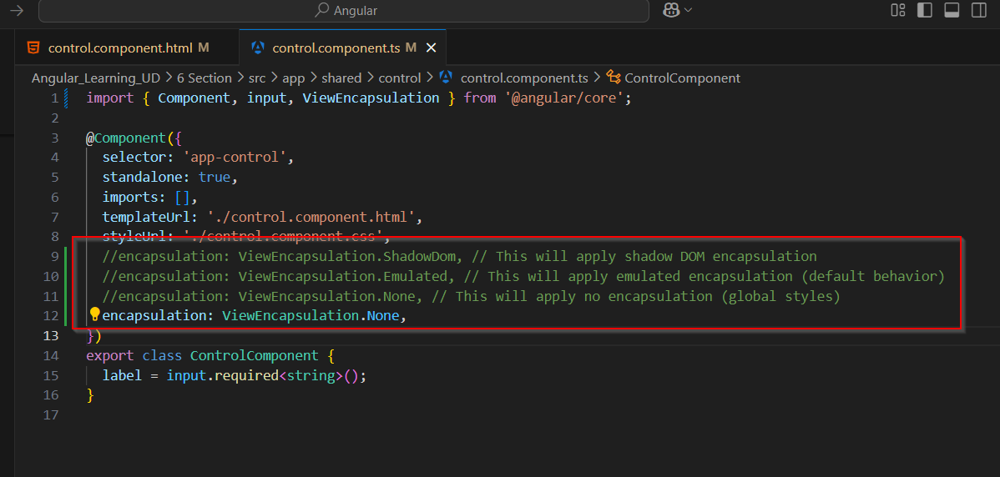 Angular
control.component.html M
control.component.ts M
Angular_Learning_UD > 6 Section > src > app > shared > control > control.component.ts > ControlComponent
1 import { Component, input, ViewEncapsulation } from '@angular/core';
2
3 @Component({
4 selector: 'app-control',
5 standalone: true,
6 imports: [],
7 templateUrl: './control.component.html',
8 styleUrl: './control.component.css',
9 //encapsulation: ViewEncapsulation.ShadowDom, // This will apply shadow DOM encapsulation
10 //encapsulation: ViewEncapsulation.Emulated, // This will apply emulated encapsulation (default behavior)
11 //encapsulation: ViewEncapsulation.None, // This will apply no encapsulation (global styles)
12 encapsulation: ViewEncapsulation.None,
13 })
14 export class ControlComponent {
15 label = input.required<string>();
16 }
17